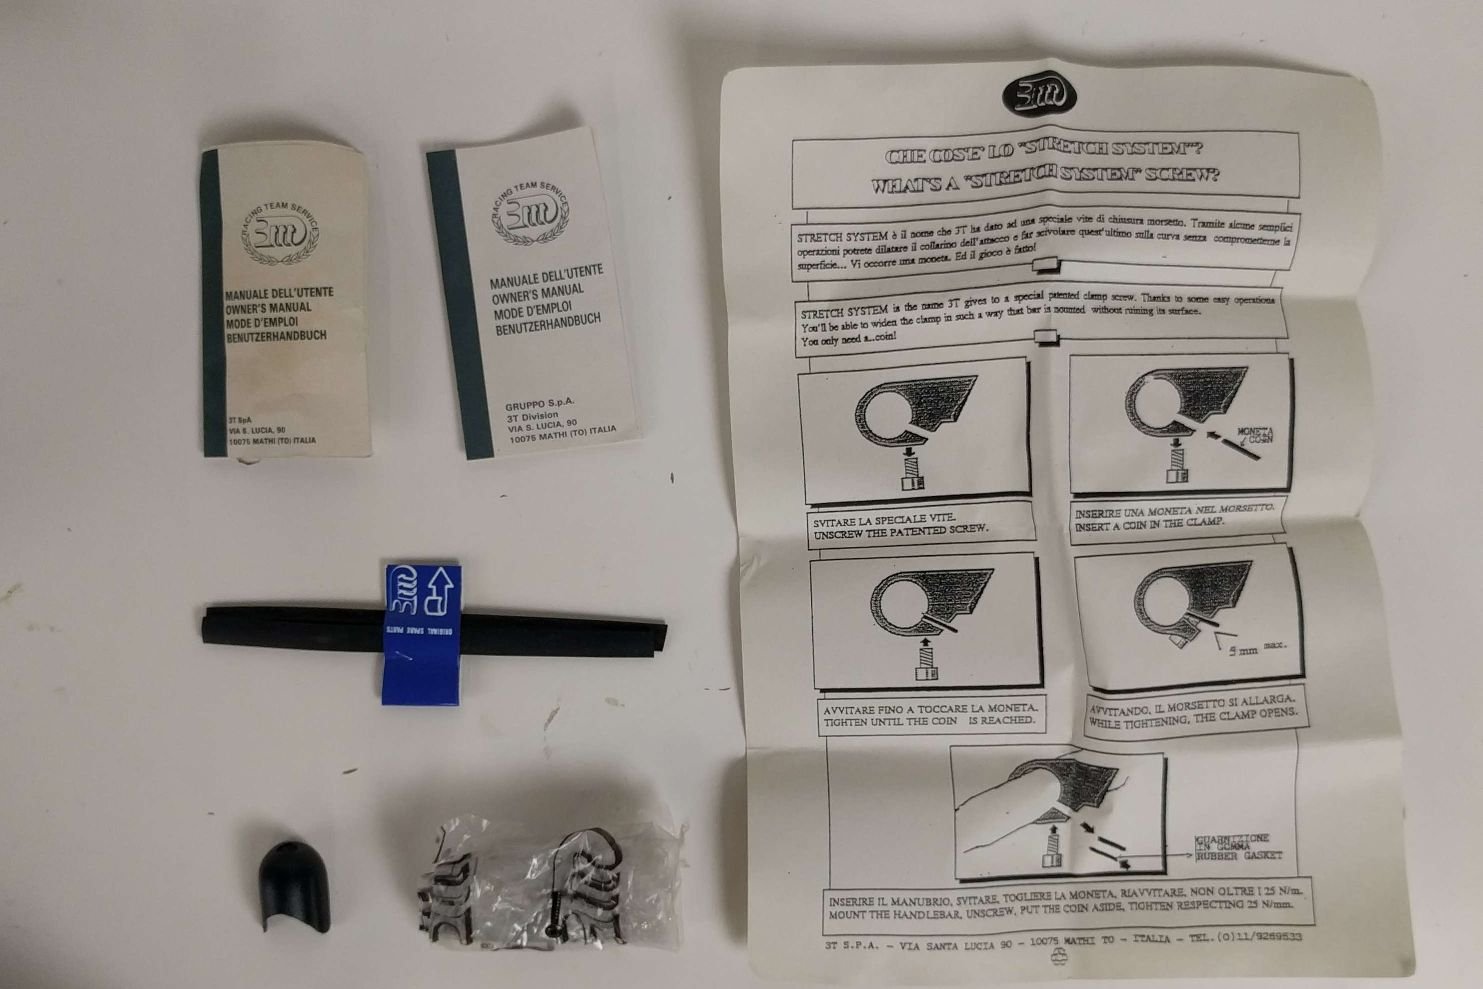 RACING TEAM SERVICE
3TTT
MANUALE DELL'UTENTE
OWNER'S MANUAL
MODE D'EMPLOI
BENUTZERHANDBUCH
3T SpA
VIA S. LUCIA, 90
10075 MATHI (TO) ITALIA
RACING TEAM SERVICE
3TTT
MANUALE DELL'UTENTE
OWNER'S MANUAL
MODE D'EMPLOI
BENUTZERHANDBUCH
GRUPPO S.p.A.
3T Division
VIA S. LUCIA, 90
10075 MATHI (TO) ITALIA
3TTT
ORIGINAL SPARE PARTS
3TTT
CHE COS'E' LO "STRETCH SYSTEM"?
WHAT'S A "STRETCH SYSTEM" SCREW?
STRETCH SYSTEM è il nome che 3T ha dato ad una speciale vite di chiusura morsetto. Tramite alcune semplici
operazioni potrete dilatare il collarino dell'attacco e far scivolare quest'ultimo sulla curva senza comprometterne la
superficie... Vi occorre una moneta. Ed il gioco è fatto!
STRETCH SYSTEM is the name 3T gives to a special patented clamp screw. Thanks to some easy operations
You'll be able to widen the clamp in such a way that bar is mounted without ruining its surface.
You only need a..coin!
MONETA
COIN
SVITARE LA SPECIALE VITE.
UNSCREW THE PATENTED SCREW.
INSERIRE UNA MONETA NEL MORSETTO.
INSERT A COIN IN THE CLAMP.
5 mm max.
AVVITARE FINO A TOCCARE LA MONETA.
TIGHTEN UNTIL THE COIN IS REACHED.
AVVITANDO, IL MORSETTO SI ALLARGA.
WHILE TIGHTENING, THE CLAMP OPENS.
GUARNIZIONE
IN GOMMA
RUBBER GASKET
INSERIRE IL MANUBRIO, SVITARE, TOGLIERE LA MONETA, RIAVVITARE, NON OLTRE I 25 N/m.
MOUNT THE HANDLEBAR, UNSCREW, PUT THE COIN ASIDE, TIGHTEN RESPECTING 25 N/mm.
3T S.P.A. - VIA SANTA LUCIA 90 - 10075 MATHI TO - ITALIA - TEL.(0)11/9269533